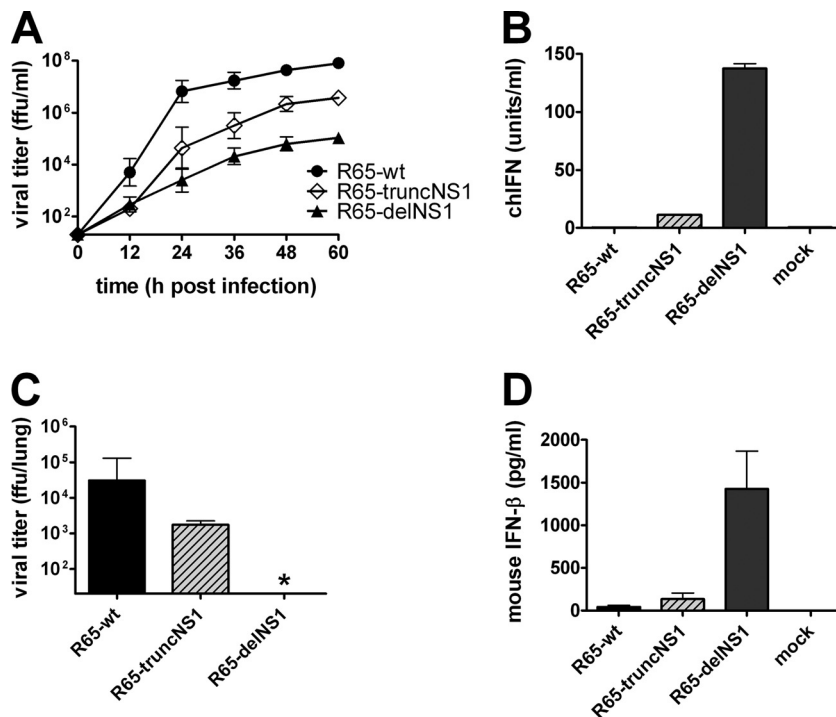 A
viral titer (ffu/ml)
10⁸
10⁶
10⁴
10²
0 12 24 36 48 60
time (h post infection)
R65-wt
R65-truncNS1
R65-delNS1
B
chIFN (units/ml)
150
100
50
0
R65-wt
R65-truncNS1
R65-delNS1
mock
C
viral titer (ffu/lung)
10⁶
10⁵
10⁴
10³
10²
*
R65-wt
R65-truncNS1
R65-delNS1
D
mouse IFN-β (pg/ml)
2000
1500
1000
500
0
R65-wt
R65-truncNS1
R65-delNS1
mock